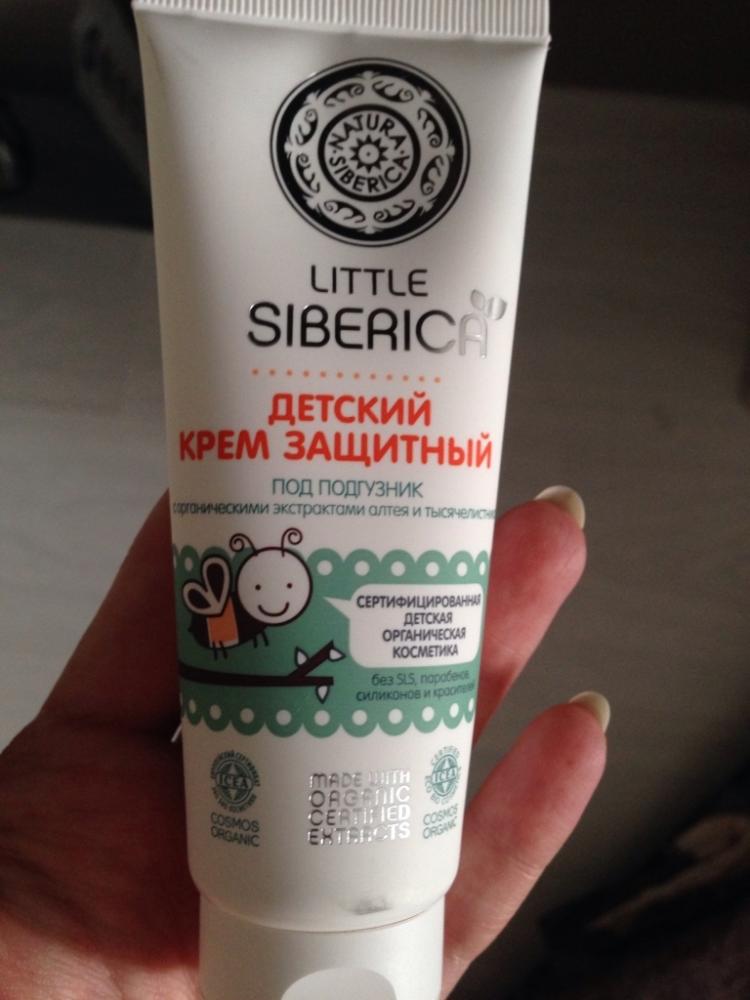 NATURA
SIBERICA
LITTLE
SIBERICA
ДЕТСКИЙ
КРЕМ ЗАЩИТНЫЙ
ПОД ПОДГУЗНИК
с органическими экстрактами алтея и
СЕРТИФИЦИРОВАННАЯ
ДЕТСКАЯ
ОРГАНИЧЕСКАЯ
КОСМЕТИКА
без SLS, парабенов,
силиконов и красителей
MADE WITH
ORGANIC
CERTIFIED
EXTRACTS
ICEA
COSMOS
ORGANIC
CERTIFIED
ICEA
COSMOS
ORGANIC